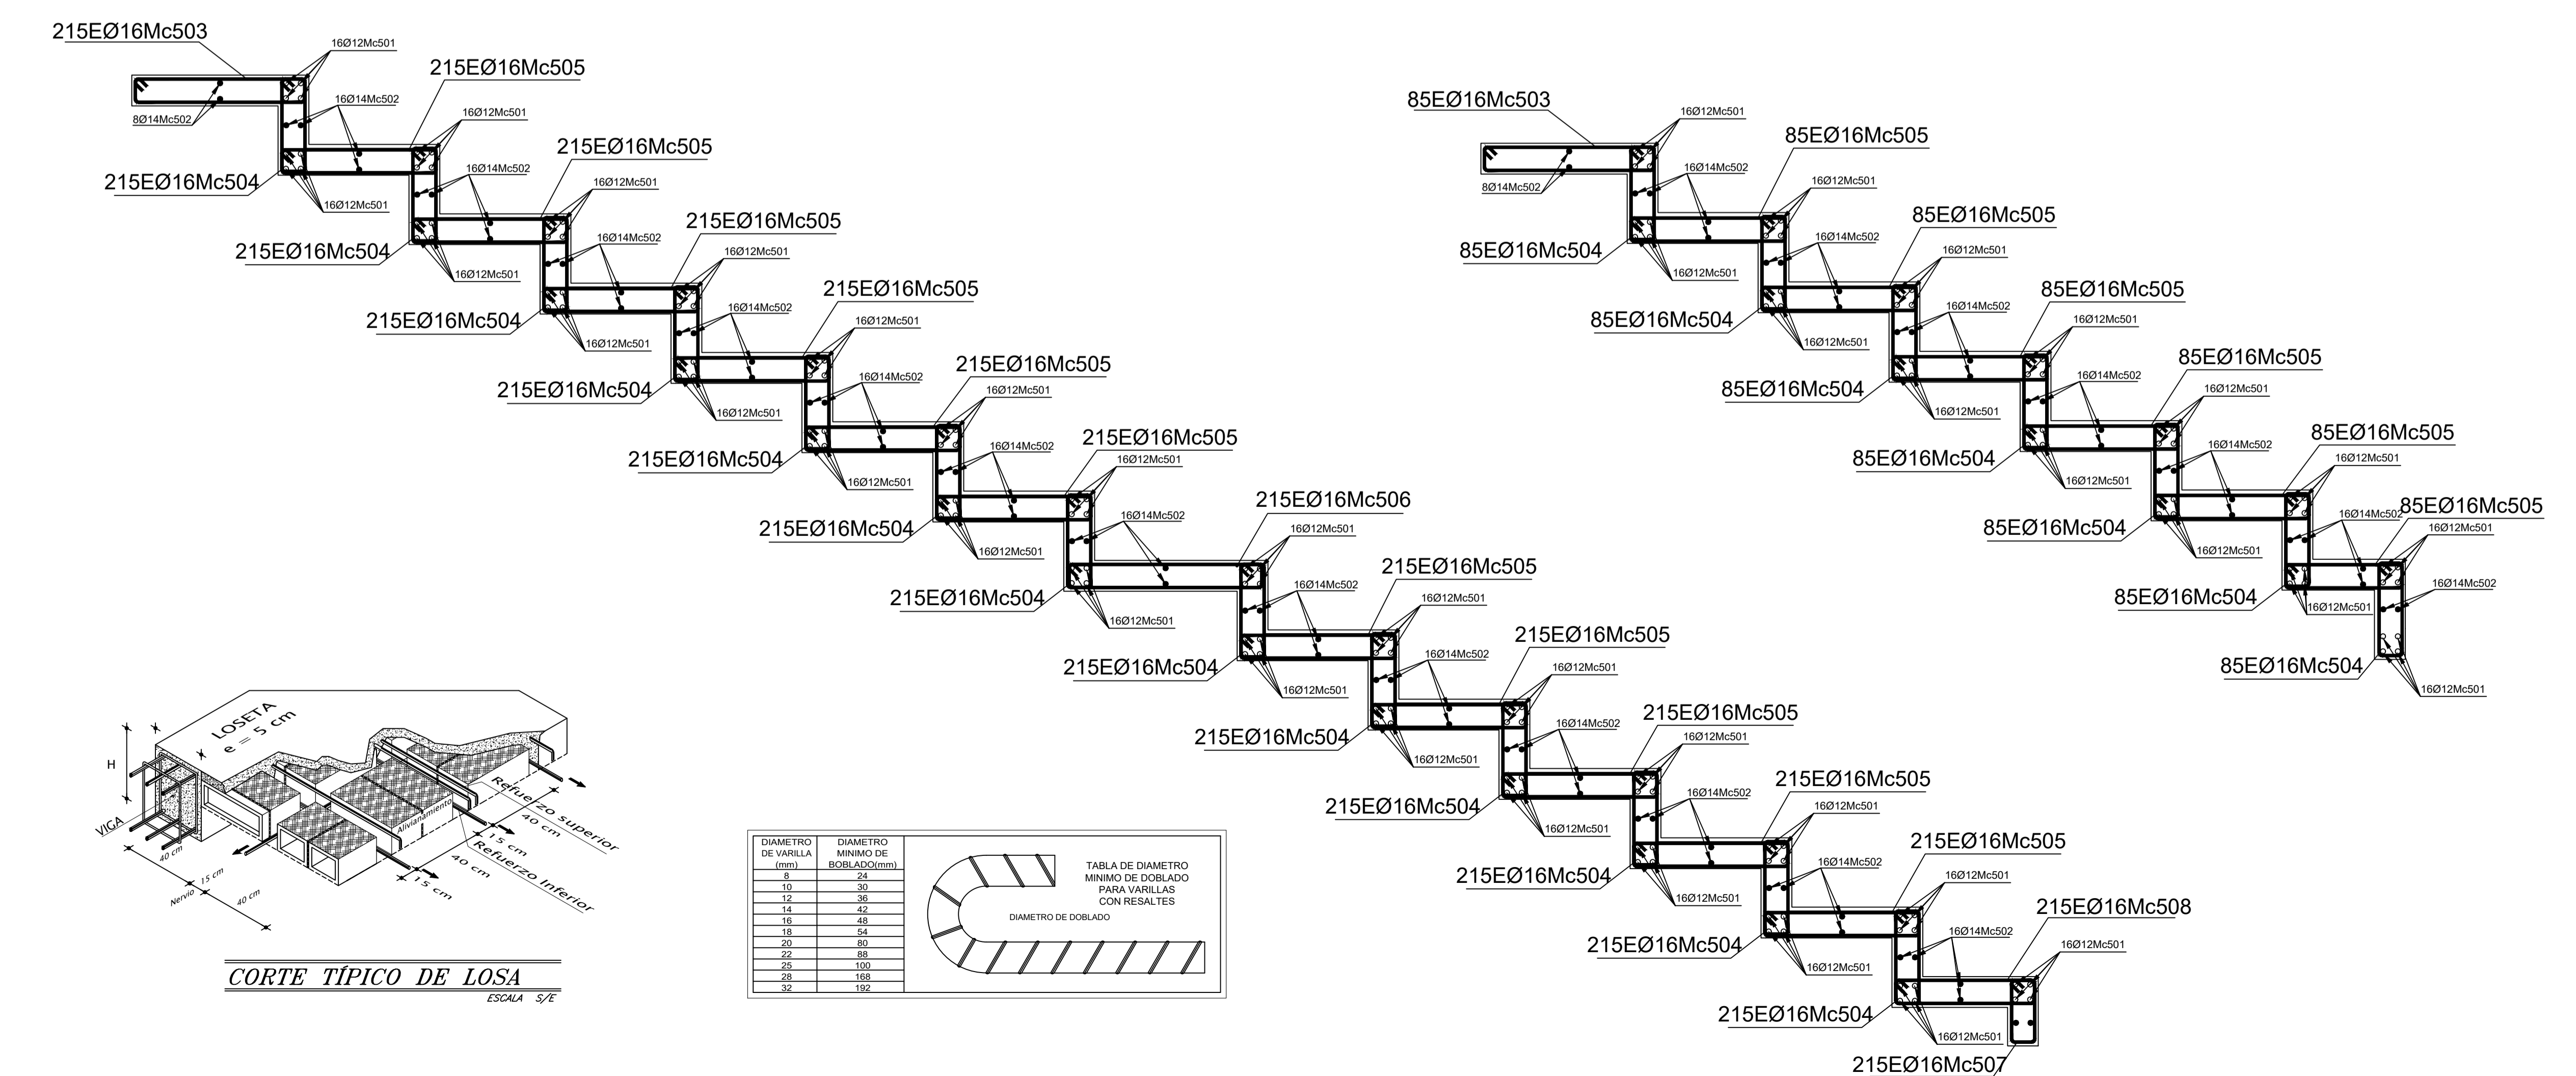 215EØ16Mc503
16Ø12Mc501
215EØ16Mc505
16Ø14Mc502
8Ø14Mc502
16Ø12Mc501
215EØ16Mc504
16Ø12Mc501
215EØ16Mc505
16Ø14Mc502
16Ø12Mc501
215EØ16Mc504
16Ø12Mc501
215EØ16Mc505
16Ø14Mc502
16Ø12Mc501
215EØ16Mc504
16Ø12Mc501
215EØ16Mc505
16Ø14Mc502
16Ø12Mc501
215EØ16Mc504
16Ø12Mc501
215EØ16Mc505
16Ø14Mc502
16Ø12Mc501
215EØ16Mc504
16Ø12Mc501
215EØ16Mc505
16Ø14Mc502
16Ø12Mc501
215EØ16Mc504
16Ø12Mc501
215EØ16Mc506
16Ø14Mc502
16Ø12Mc501
215EØ16Mc504
16Ø12Mc501
215EØ16Mc505
16Ø14Mc502
16Ø12Mc501
215EØ16Mc504
16Ø12Mc501
215EØ16Mc505
16Ø14Mc502
16Ø12Mc501
215EØ16Mc504
16Ø12Mc501
215EØ16Mc505
16Ø14Mc502
16Ø12Mc501
215EØ16Mc504
16Ø12Mc501
215EØ16Mc505
16Ø14Mc502
16Ø12Mc501
215EØ16Mc504
16Ø12Mc501
215EØ16Mc505
16Ø14Mc502
16Ø12Mc501
215EØ16Mc504
16Ø12Mc501
215EØ16Mc508
16Ø14Mc502
16Ø12Mc501
215EØ16Mc504
16Ø12Mc501
215EØ16Mc507
85EØ16Mc503
16Ø12Mc501
85EØ16Mc505
16Ø14Mc502
8Ø14Mc502
16Ø12Mc501
85EØ16Mc504
16Ø12Mc501
85EØ16Mc505
16Ø14Mc502
16Ø12Mc501
85EØ16Mc504
16Ø12Mc501
85EØ16Mc505
16Ø14Mc502
16Ø12Mc501
85EØ16Mc504
16Ø12Mc501
85EØ16Mc505
16Ø14Mc502
16Ø12Mc501
85EØ16Mc504
16Ø12Mc501
85EØ16Mc505
16Ø14Mc502
16Ø12Mc501
85EØ16Mc504
16Ø12Mc501
85EØ16Mc505
16Ø14Mc502
16Ø12Mc501
85EØ16Mc504
16Ø12Mc501
16Ø14Mc502
85EØ16Mc504
16Ø12Mc501
LOSETA
e = 5 cm
H
VIGA
Alivianamiento
Refuerzo superior
40 cm
15 cm
Refuerzo Inferior
40 cm
15 cm
40 cm
15 cm
Nervio
40 cm
CORTE TÍPICO DE LOSA
ESCALA S/E
DIAMETRO DE VARILLA (mm) DIAMETRO MINIMO DE BOBLADO(mm)
8 24
10 30
12 36
14 42
16 48
18 54
20 80
22 88
25 100
28 168
32 192
TABLA DE DIAMETRO
MINIMO DE DOBLADO
PARA VARILLAS
CON RESALTES
DIAMETRO DE DOBLADO